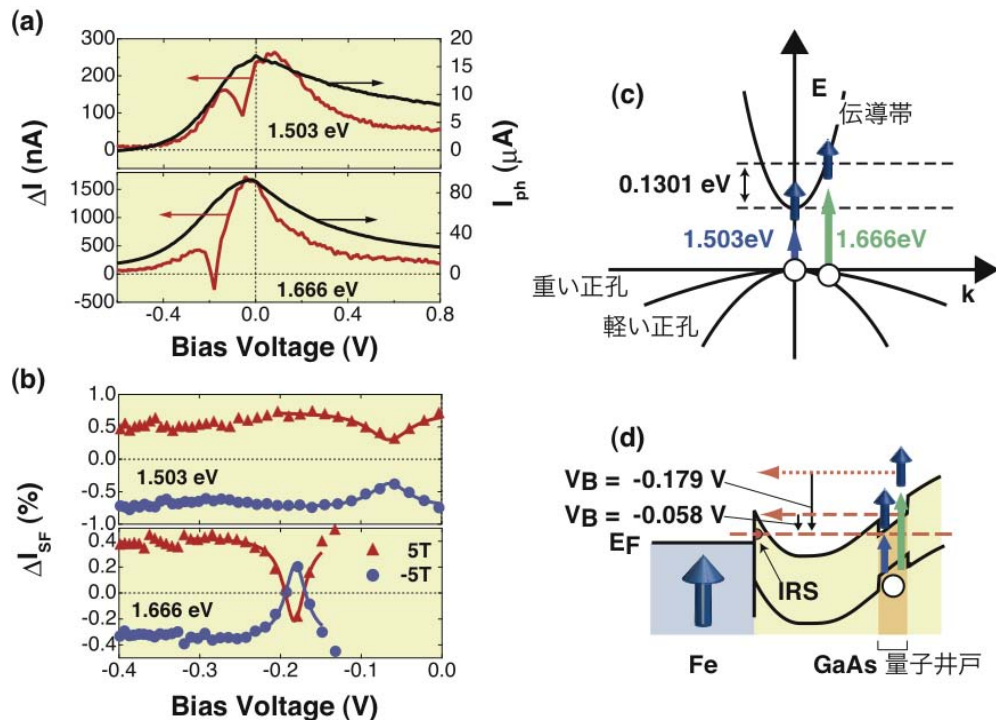 (a)
300
200
100
0
ΔI (nA)
20
15
10
5
0
I_ph (μA)
1.503 eV
1500
1000
500
0
-500
80
40
0
1.666 eV
-0.4
0.0
0.4
0.8
Bias Voltage (V)
(b)
1.0
0.5
0.0
-0.5
-1.0
ΔI_SF (%)
1.503 eV
0.4
0.2
0.0
-0.2
-0.4
5T
-5T
1.666 eV
-0.4
-0.3
-0.2
-0.1
0.0
Bias Voltage (V)
(c)
E
伝導帯
0.1301 eV
1.503eV
1.666eV
重い正孔
k
軽い正孔
(d)
V_B = -0.179 V
V_B = -0.058 V
E_F
IRS
Fe
GaAs
量子井戸